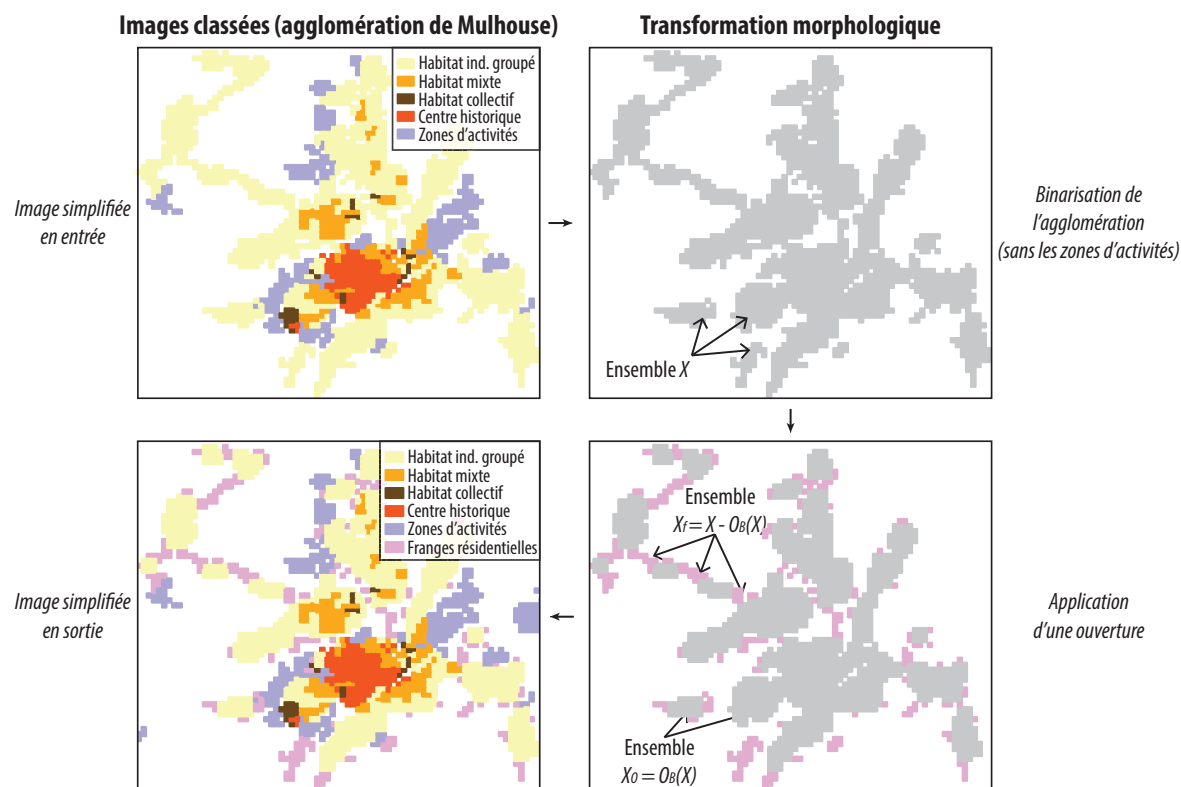 Images classées (agglomération de Mulhouse)
Transformation morphologique
Habitat ind. groupé
Habitat mixte
Habitat collectif
Centre historique
Zones d'activités
Image simplifiée
en entrée
Binarisation de
l'agglomération
(sans les zones d'activités)
Ensemble X
Habitat ind. groupé
Habitat mixte
Habitat collectif
Centre historique
Zones d'activités
Franges résidentielles
Ensemble
Xf = X - OB(X)
Image simplifiée
en sortie
Application
d'une ouverture
Ensemble
XO = OB(X)